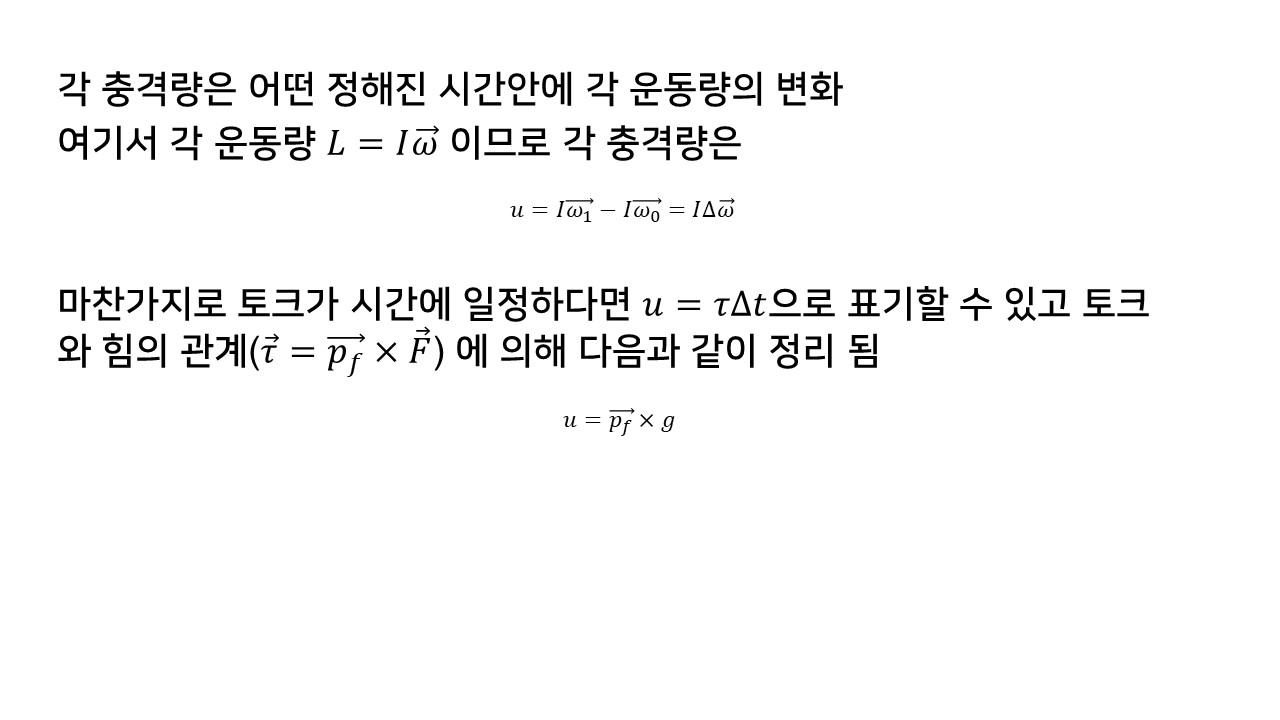 각 충격량은 어떤 정해진 시간안에 각 운동량의 변화
여기서 각 운동량 $L = I\vec{\omega}$ 이므로 각 충격량은
$u = I\overrightarrow{\omega_1} - I\overrightarrow{\omega_0} = I\Delta\vec{\omega}$
마찬가지로 토크가 시간에 일정하다면 $u = \tau\Delta t$으로 표기할 수 있고 토크
와 힘의 관계($\vec{\tau} = \overrightarrow{p_f} \times \vec{F}$) 에 의해 다음과 같이 정리 됨
$u = \overrightarrow{p_f} \times g$